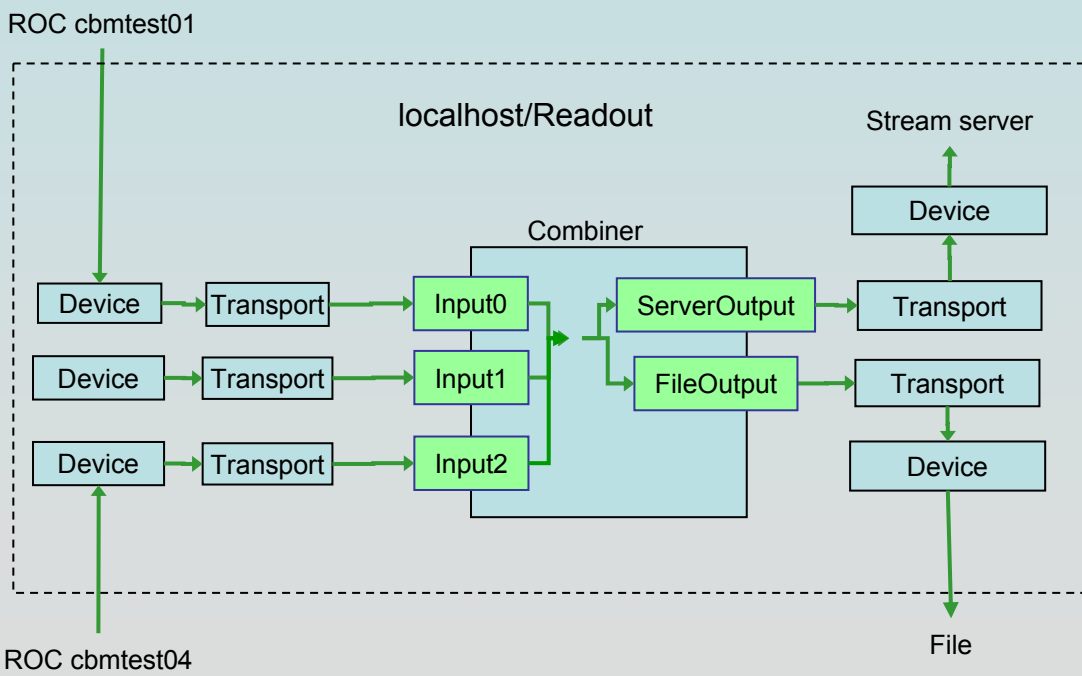 ROC cbmtest01
localhost/Readout
Stream server
Device
Combiner
Device
Transport
Input0
ServerOutput
Transport
Device
Transport
Input1
FileOutput
Transport
Device
Transport
Input2
Device
File
ROC cbmtest04